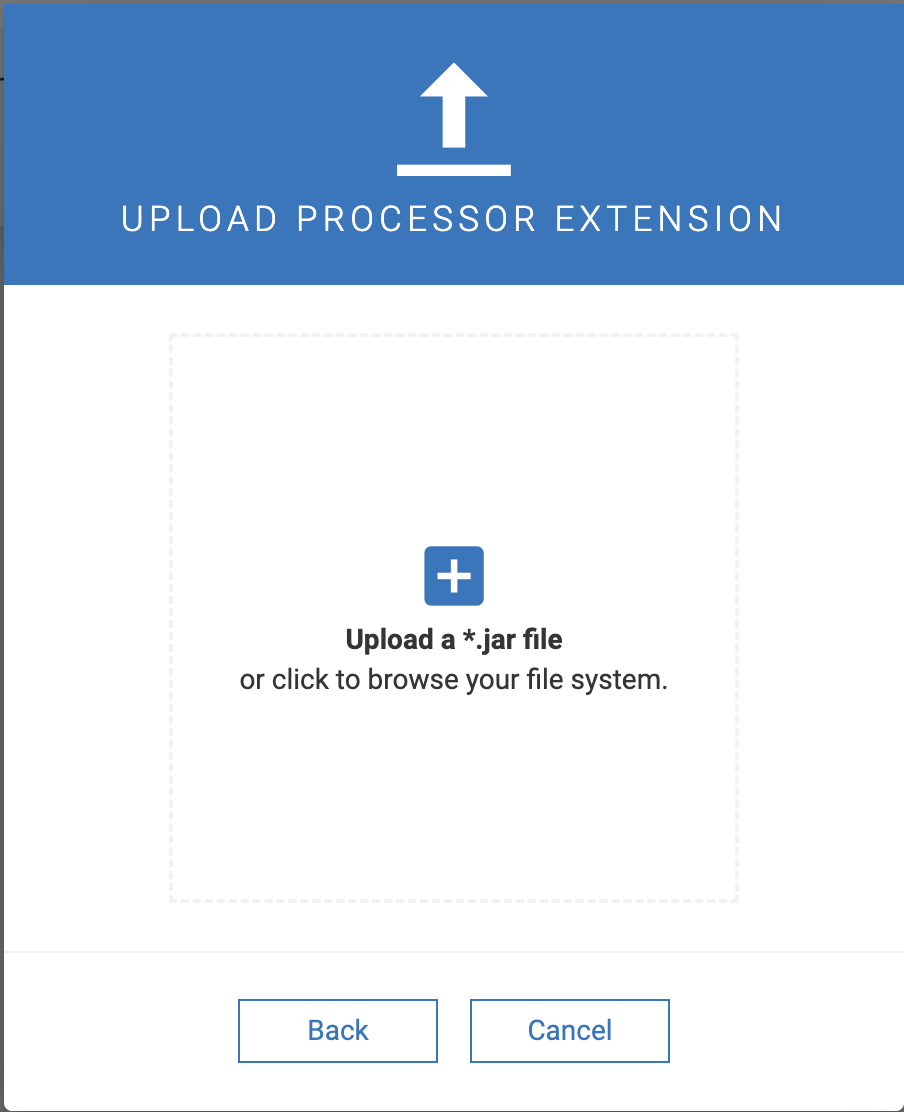 UPLOAD PROCESSOR EXTENSION
Upload a *.jar file
or click to browse your file system.
Back
Cancel